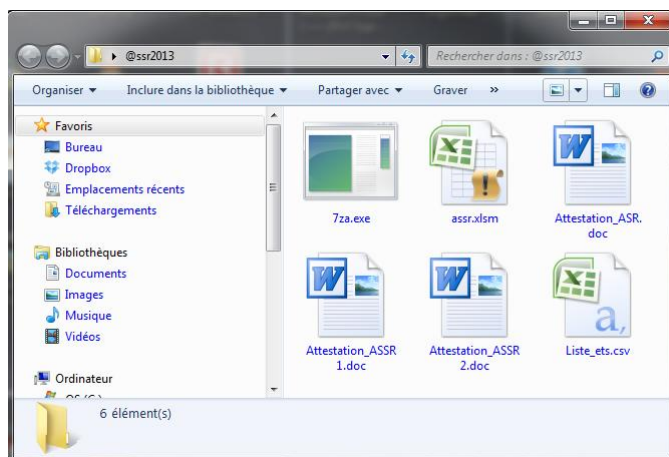 @ssr2013
Rechercher dans : @ssr2013
Organiser
Inclure dans la bibliothèque
Partager avec
Graver
»
Favoris
Bureau
Dropbox
Emplacements récents
Téléchargements
Bibliothèques
Documents
Images
Musique
Vidéos
Ordinateur
7za.exe
assr.xlsm
Attestation_ASR.
doc
Attestation_ASSR
1.doc
Attestation_ASSR
2.doc
Liste_ets.csv
6 élément(s)